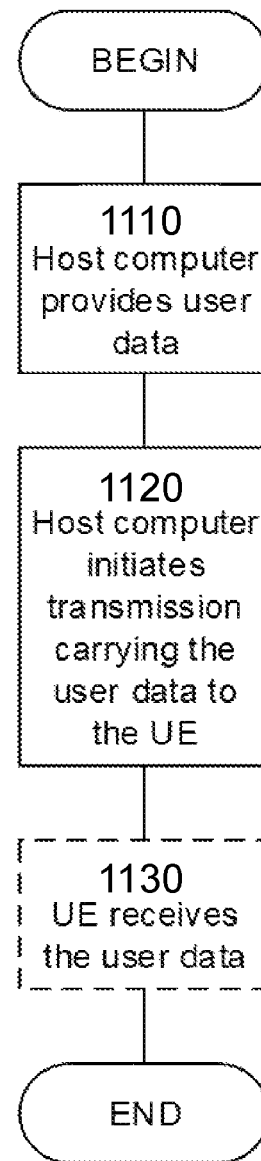 BEGIN
1110
Host computer
provides user
data
1120
Host computer
initiates
transmission
carrying the
user data to
the UE
1130
UE receives
the user data
END